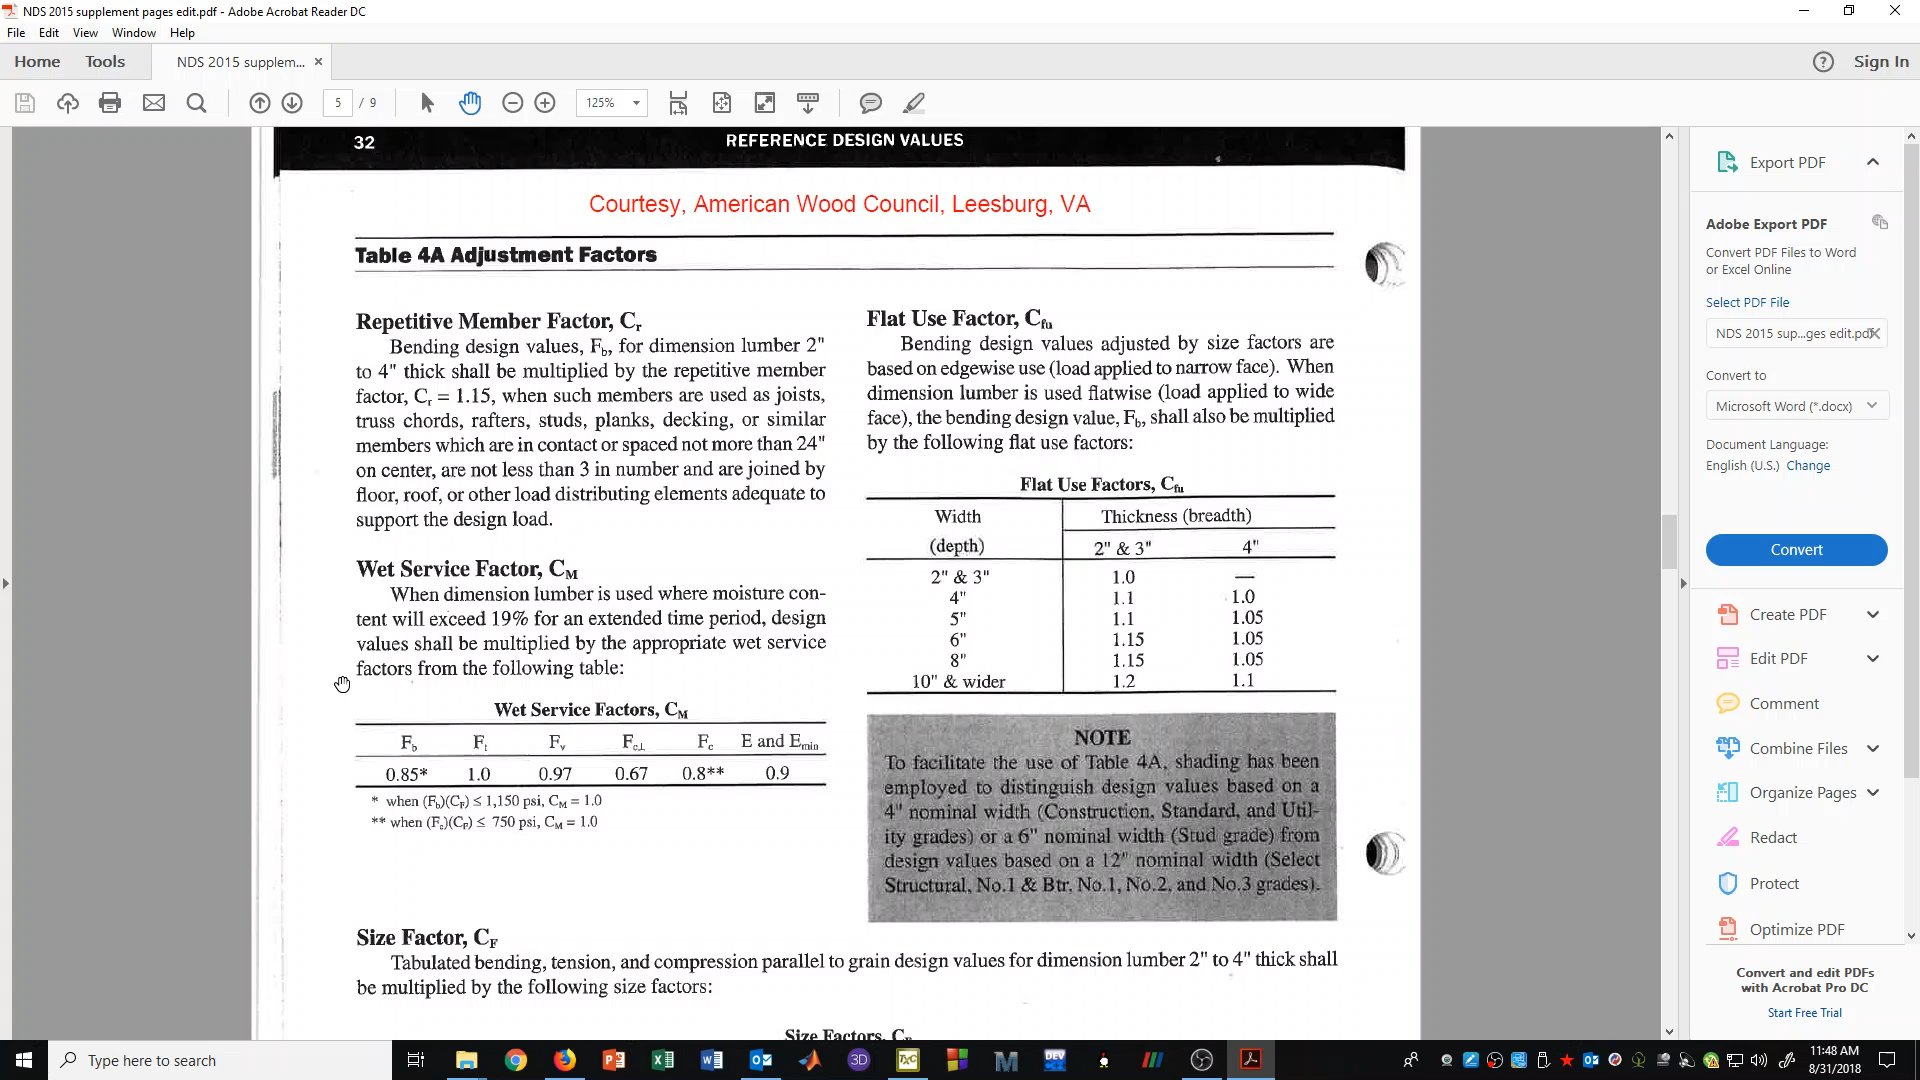 NDS 2015 supplement pages edit.pdf - Adobe Acrobat Reader DC
File Edit View Window Help
Home Tools NDS 2015 supplem... × Sign In
5 / 9 125%
32 REFERENCE DESIGN VALUES
Courtesy, American Wood Council, Leesburg, VA
Table 4A Adjustment Factors
Repetitive Member Factor, Cr
Bending design values, Fb, for dimension lumber 2"
to 4" thick shall be multiplied by the repetitive member
factor, Cr = 1.15, when such members are used as joists,
truss chords, rafters, studs, planks, decking, or similar
members which are in contact or spaced not more than 24"
on center, are not less than 3 in number and are joined by
floor, roof, or other load distributing elements adequate to
support the design load.
Wet Service Factor, CM
When dimension lumber is used where moisture con-
tent will exceed 19% for an extended time period, design
values shall be multiplied by the appropriate wet service
factors from the following table:
Wet Service Factors, CM
Fb Ft Fv Fc⊥ Fc E and Emin
0.85* 1.0 0.97 0.67 0.8** 0.9
* when (Fb)(CF) ≤ 1,150 psi, CM = 1.0
** when (Fc)(CF) ≤ 750 psi, CM = 1.0
Flat Use Factor, Cfu
Bending design values adjusted by size factors are
based on edgewise use (load applied to narrow face). When
dimension lumber is used flatwise (load applied to wide
face), the bending design value, Fb, shall also be multiplied
by the following flat use factors:
Flat Use Factors, Cfu
Width Thickness (breadth)
(depth) 2" & 3" 4"
2" & 3" 1.0 —
4" 1.1 1.0
5" 1.1 1.05
6" 1.15 1.05
8" 1.15 1.05
10" & wider 1.2 1.1
NOTE
To facilitate the use of Table 4A, shading has been
employed to distinguish design values based on a
4" nominal width (Construction, Standard, and Util-
ity grades) or a 6" nominal width (Stud grade) from
design values based on a 12" nominal width (Select
Structural, No.1 & Btr, No.1, No.2, and No.3 grades).
Size Factor, CF
Tabulated bending, tension, and compression parallel to grain design values for dimension lumber 2" to 4" thick shall
be multiplied by the following size factors:
Size Factors, CF
Export PDF
Adobe Export PDF
Convert PDF Files to Word
or Excel Online
Select PDF File
NDS 2015 sup...ges edit.pdf
Convert to
Microsoft Word (*.docx)
Document Language:
English (U.S.) Change
Convert
Create PDF
Edit PDF
Comment
Combine Files
Organize Pages
Redact
Protect
Optimize PDF
Convert and edit PDFs
with Acrobat Pro DC
Start Free Trial
Type here to search
3D
TXC
DEV
11:48 AM
8/31/2018